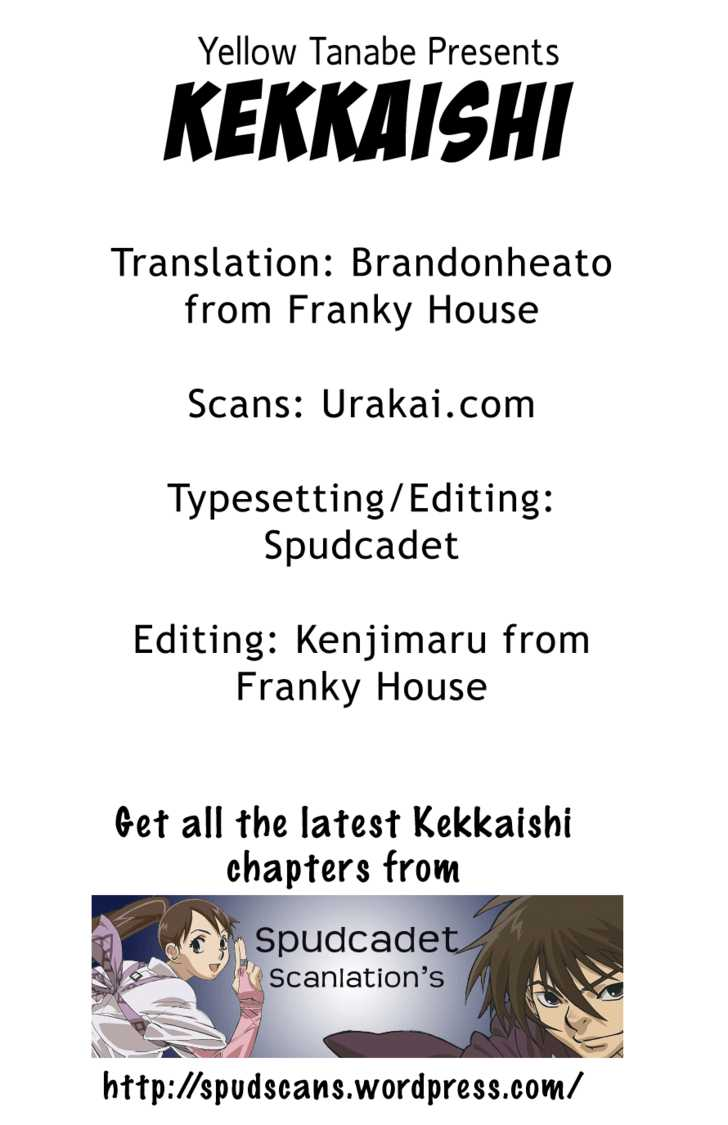 Yellow Tanabe Presents
KEKKAISHI
Translation: Brandonheato
from Franky House
Scans: Urakai.com
Typesetting/Editing:
Spudcadet
Editing: Kenjimaru from
Franky House
Get all the latest Kekkaishi
chapters from
Spudcadet
Scanlation's
http://spudscans.wordpress.com/